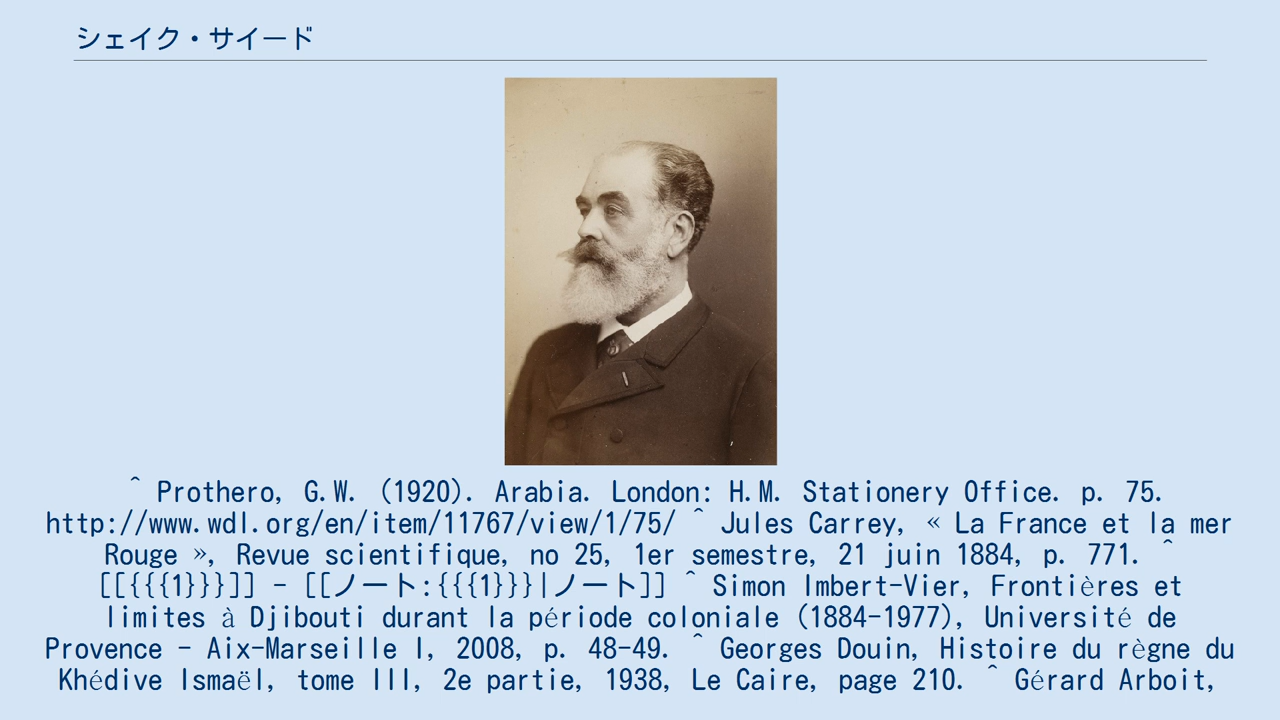 シェイク・サイード
^ Prothero, G.W. (1920). Arabia. London: H.M. Stationery Office. p. 75.
http://www.wdl.org/en/item/11767/view/1/75/ ^ Jules Carrey, « La France et la mer
Rouge », Revue scientifique, no 25, 1er semestre, 21 juin 1884, p. 771. ^
[[{{{1}}}]] - [[ノート:{{{1}}}|ノート]] ^ Simon Imbert-Vier, Frontières et
limites à Djibouti durant la période coloniale (1884-1977), Université de
Provence - Aix-Marseille I, 2008, p. 48-49. ^ Georges Douin, Histoire du règne du
Khédive Ismaël, tome III, 2e partie, 1938, Le Caire, page 210. ^ Gérard Arboit,